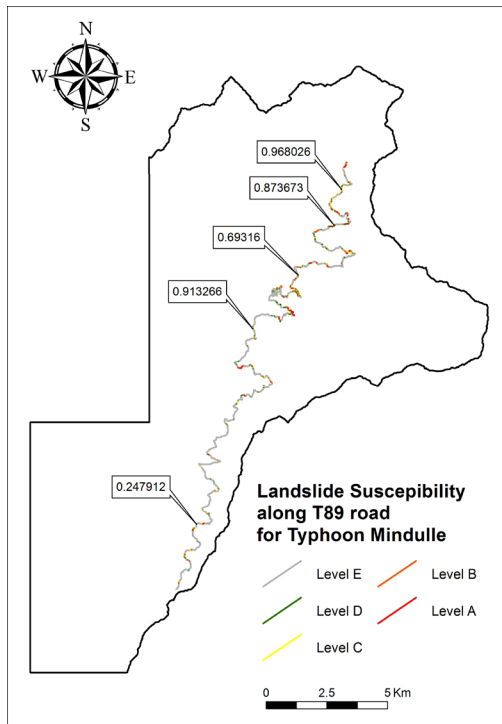 N
W E
S
0.968026
0.873673
0.69316
0.913266
0.247912
Landslide Suscepibility
along T89 road
for Typhoon Mindulle
Level E Level B
Level D Level A
Level C
0 2.5 5 Km